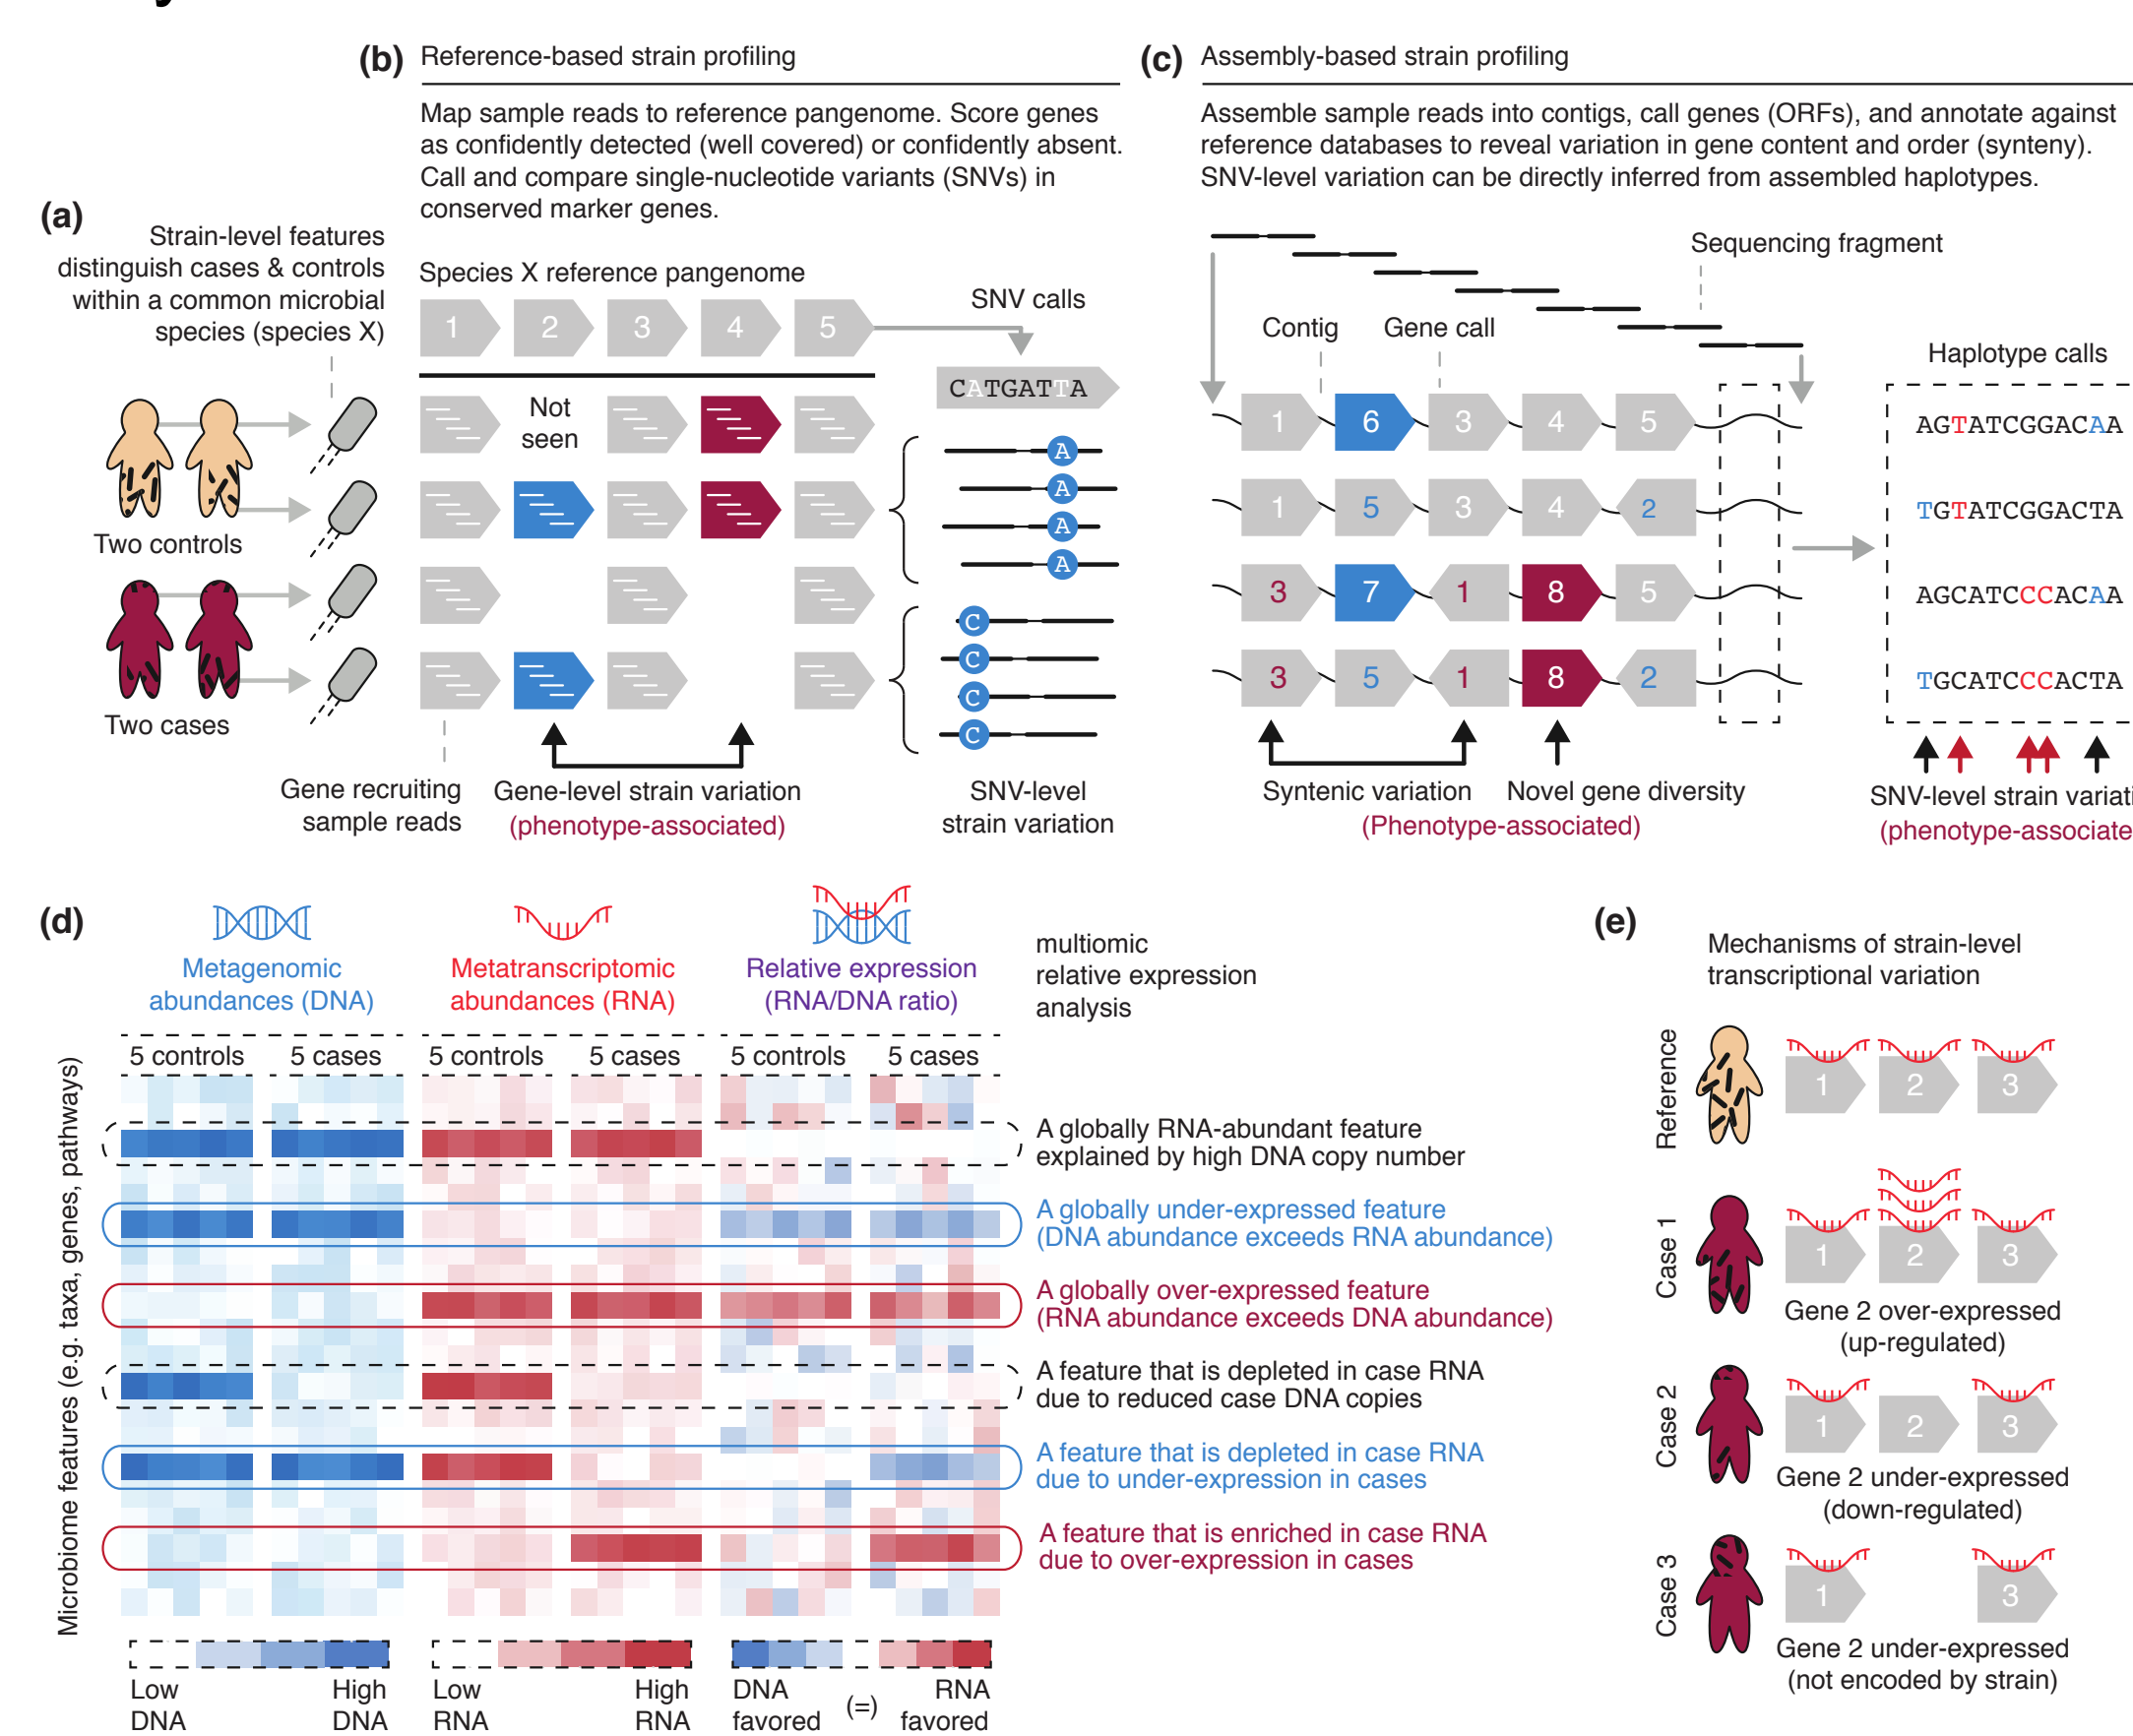 (a)
Strain-level features
distinguish cases & controls
within a common microbial
species (species X)
Two controls
Two cases
(b) Reference-based strain profiling
Map sample reads to reference pangenome. Score genes
as confidently detected (well covered) or confidently absent.
Call and compare single-nucleotide variants (SNVs) in
conserved marker genes.
Species X reference pangenome
1 2 3 4 5
SNV calls
CATGATTA
Not
seen
A
A
A
A
C
C
C
C
Gene recruiting
sample reads
Gene-level strain variation
(phenotype-associated)
SNV-level
strain variation
(c) Assembly-based strain profiling
Assemble sample reads into contigs, call genes (ORFs), and annotate against
reference databases to reveal variation in gene content and order (synteny).
SNV-level variation can be directly inferred from assembled haplotypes.
Sequencing fragment
Contig
Gene call
Haplotype calls
1 6 3 4 5
AGTATCGGACAA
1 5 3 4 2
TGTATCGGACTA
3 7 1 8 5
AGCATCCCACAA
3 5 1 8 2
TGCATCCCACTA
Syntenic variation
Novel gene diversity
(Phenotype-associated)
SNV-level strain variati
(phenotype-associate
(d)
Metagenomic
abundances (DNA)
Metatranscriptomic
abundances (RNA)
Relative expression
(RNA/DNA ratio)
multiomic
relative expression
analysis
5 controls 5 cases 5 controls 5 cases 5 controls 5 cases
Microbiome features (e.g. taxa, genes, pathways)
A globally RNA-abundant feature
explained by high DNA copy number
A globally under-expressed feature
(DNA abundance exceeds RNA abundance)
A globally over-expressed feature
(RNA abundance exceeds DNA abundance)
A feature that is depleted in case RNA
due to reduced case DNA copies
A feature that is depleted in case RNA
due to under-expression in cases
A feature that is enriched in case RNA
due to over-expression in cases
Low
DNA
High
DNA
Low
RNA
High
RNA
DNA
favored
(=)
RNA
favored
(e)
Mechanisms of strain-level
transcriptional variation
Reference
1 2 3
Case 1
1 2 3
Gene 2 over-expressed
(up-regulated)
Case 2
1 2 3
Gene 2 under-expressed
(down-regulated)
Case 3
1 3
Gene 2 under-expressed
(not encoded by strain)